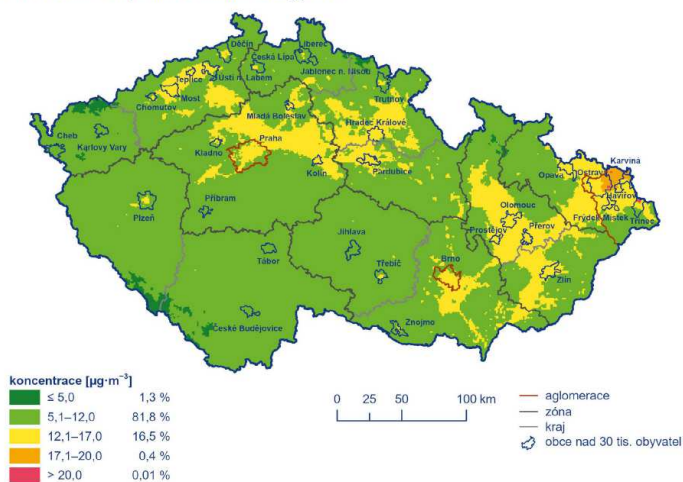 Děčín
Liberec
Česká Lípa
Teplice
Ústí n. Labem
Jablonec n. Nisou
Most
Chomutov
Trutnov
Mladá Boleslav
Cheb
Karlovy Vary
Hradec Králové
Praha
Kladno
Kolín
Pardubice
Karviná
Opava
Ostrava
Havířov
Příbram
Plzeň
Olomouc
Frýdek Místek
Třinec
Prostějov
Přerov
Jihlava
Tábor
Třebíč
Brno
Zlín
České Budějovice
Znojmo
koncentrace [µg·m⁻³]
≤ 5,0 1,3 %
5,1–12,0 81,8 %
12,1–17,0 16,5 %
17,1–20,0 0,4 %
> 20,0 0,01 %
0 25 50 100 km
aglomerace
zóna
kraj
obce nad 30 tis. obyvatel